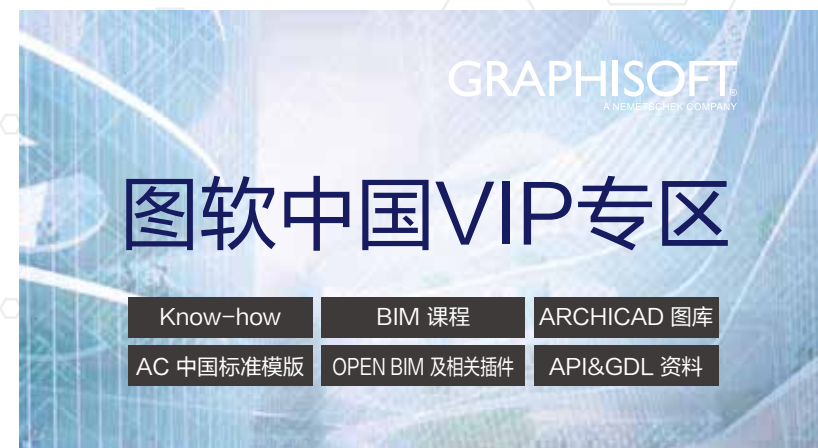 GRAPHISOFT®
A NEMETSCHEK COMPANY
图软中国VIP专区
Know-how
BIM 课程
ARCHICAD 图库
AC 中国标准模版
OPEN BIM 及相关插件
API&GDL 资料